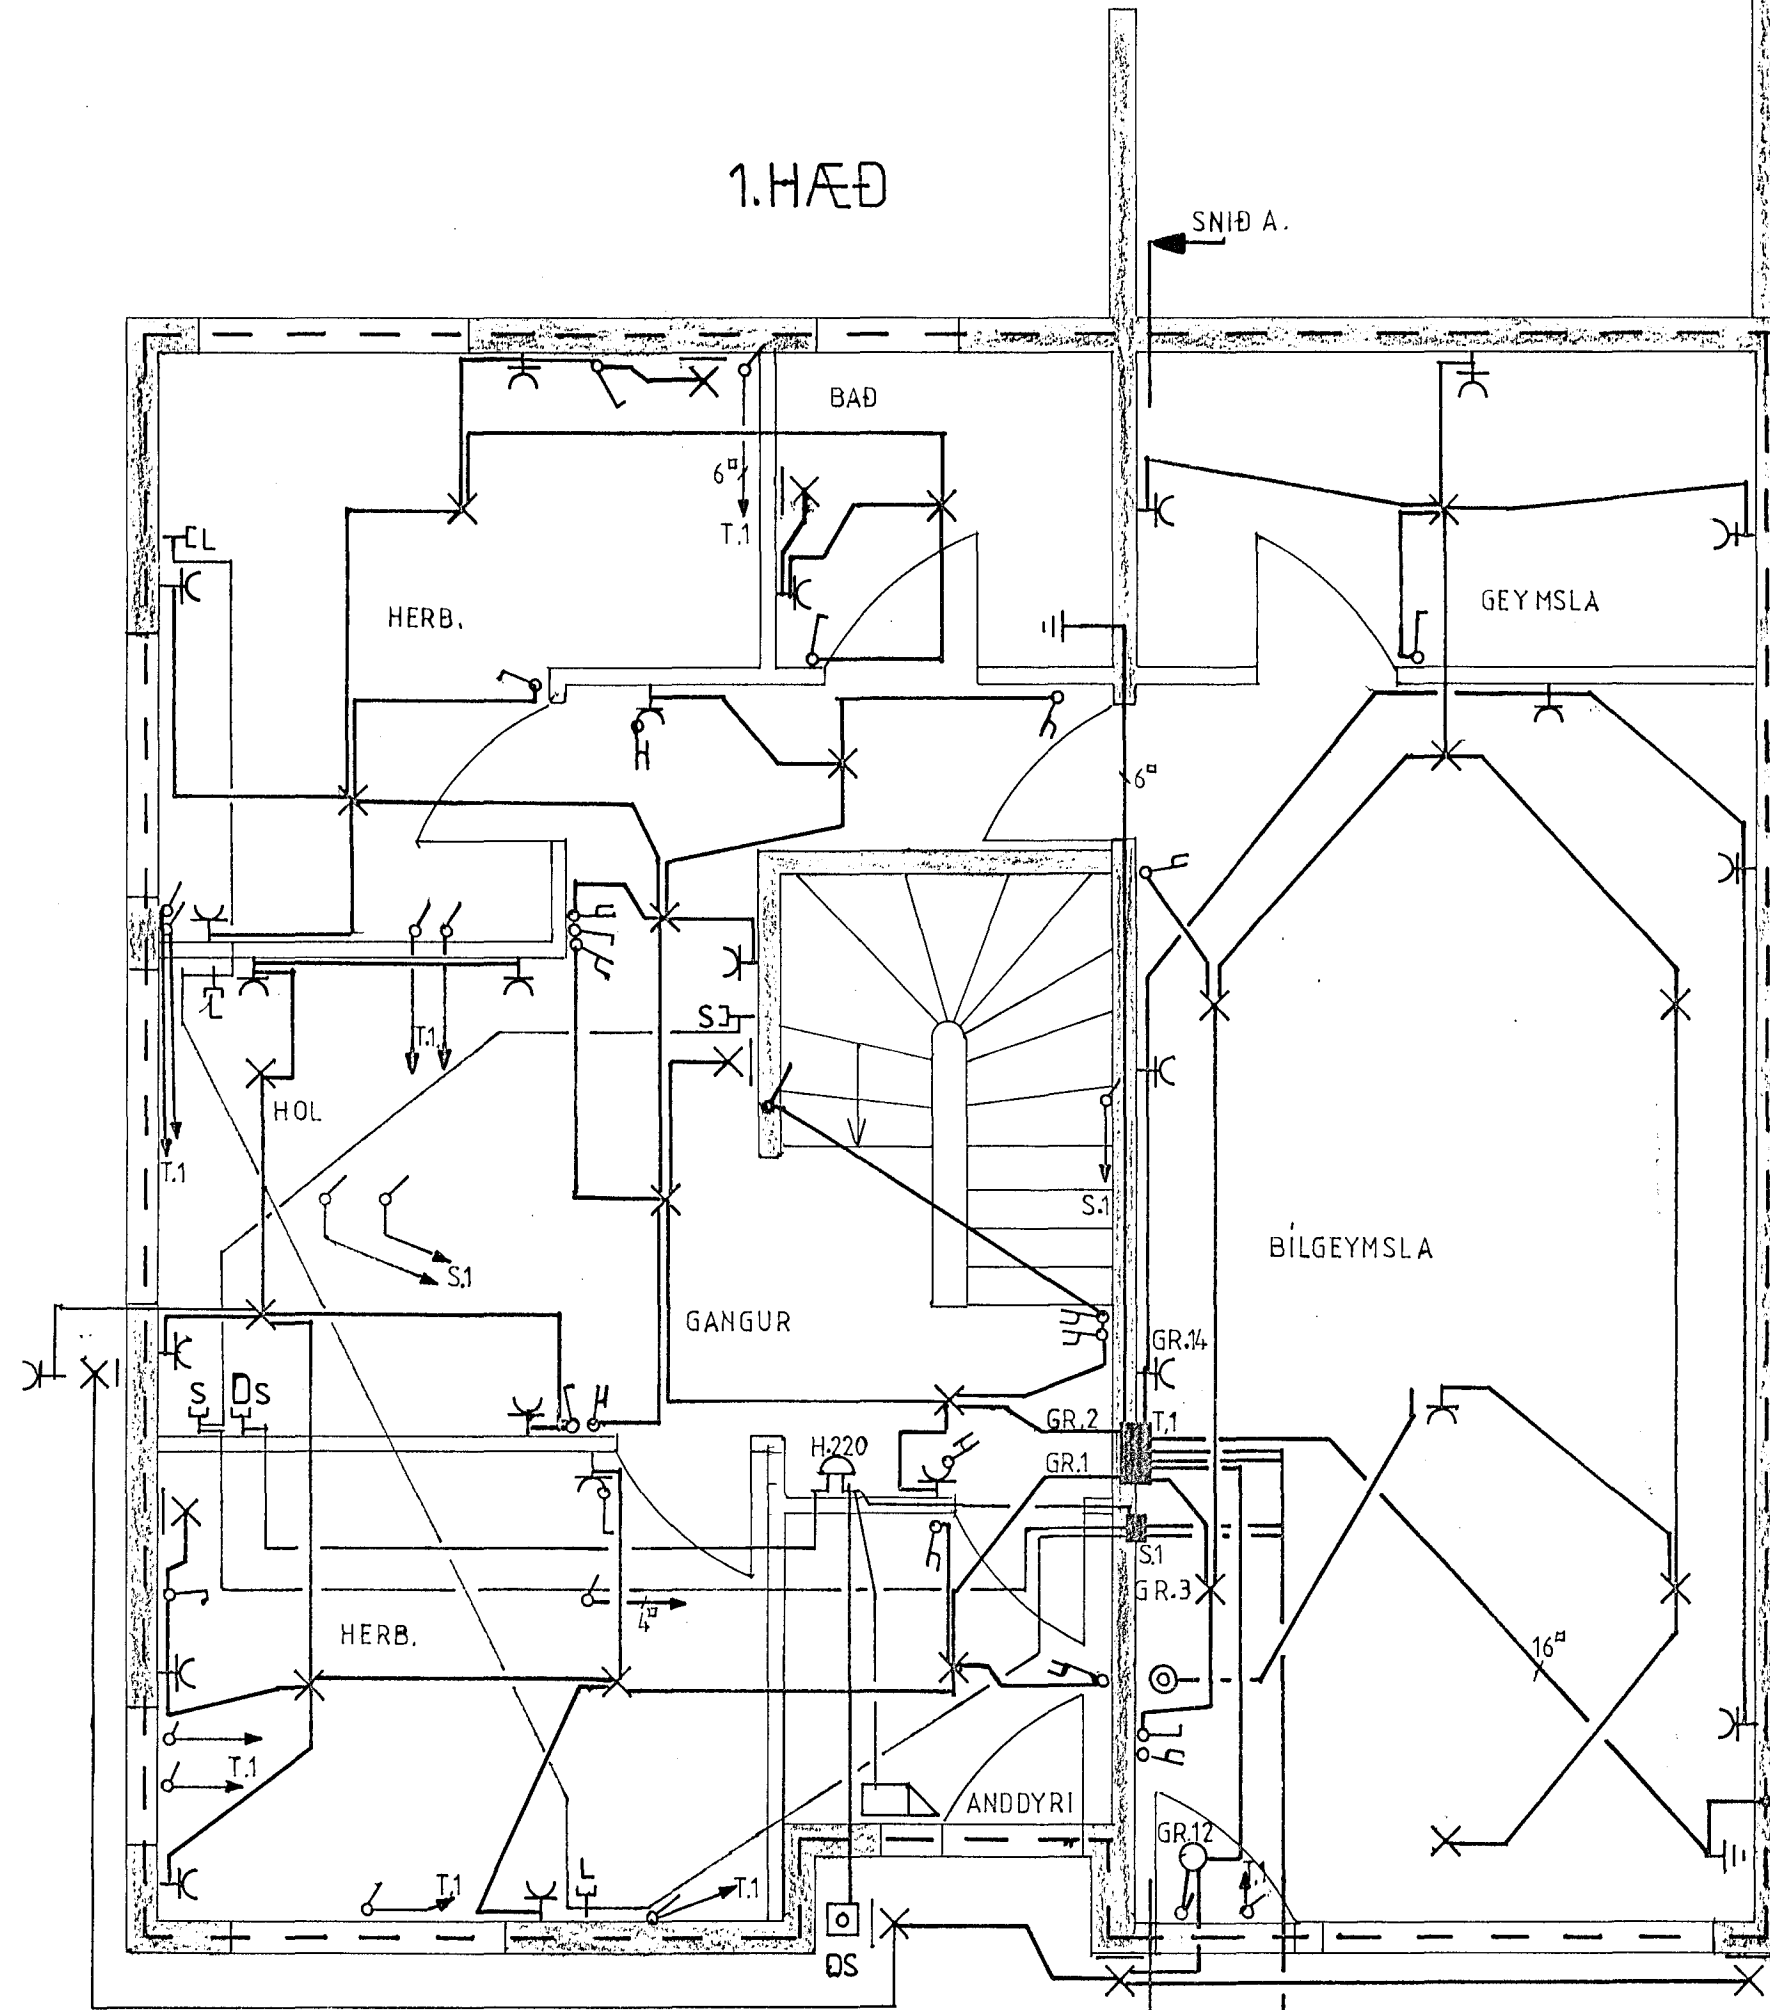 1. HÆÐ
SNIÐ A.
BAÐ
6¤
T.1
L
HERB.
GEYMSLA
6¤
L
S
T.1
HOL
T.1
S.1
S.1
BÍLGEYMSLA
GANGUR
GR.14
S DS
GR.2 T.1
H.220
GR.1
S.1
GR.3
4¤
HERB.
16¤
T.1
ANDDYRI
GR.12
T.1
L
T.1
T.1
DS